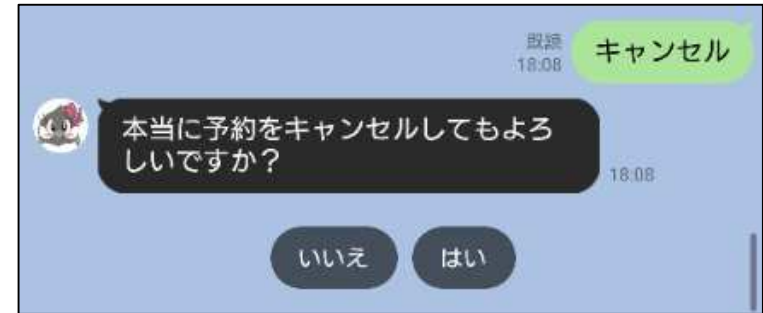 キャンセル
既読
18:08
本当に予約をキャンセルしてもよろ
しいですか？
18:08
いいえ
はい